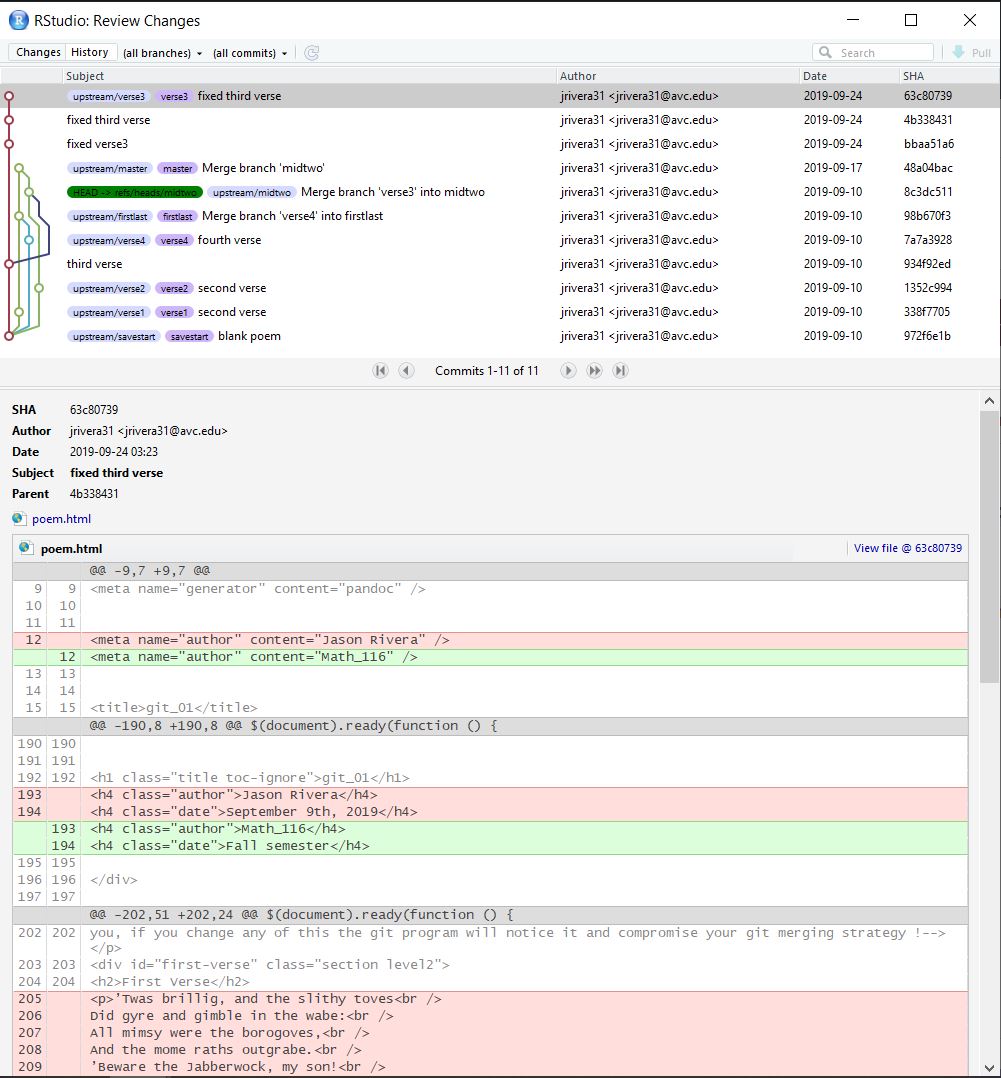 RStudio: Review Changes
Changes History (all branches) (all commits) Search Pull
Subject Author Date SHA
upstream/verse3 verse3 fixed third verse jrivera31 <jrivera31@avc.edu> 2019-09-24 63c80739
fixed third verse jrivera31 <jrivera31@avc.edu> 2019-09-24 4b338431
fixed verse3 jrivera31 <jrivera31@avc.edu> 2019-09-24 bbaa51a6
upstream/master master Merge branch 'midtwo' jrivera31 <jrivera31@avc.edu> 2019-09-17 48a04bac
HEAD -> refs/heads/midtwo upstream/midtwo Merge branch 'verse3' into midtwo jrivera31 <jrivera31@avc.edu> 2019-09-10 8c3dc511
upstream/firstlast firstlast Merge branch 'verse4' into firstlast jrivera31 <jrivera31@avc.edu> 2019-09-10 98b670f3
upstream/verse4 verse4 fourth verse jrivera31 <jrivera31@avc.edu> 2019-09-10 7a7a3928
third verse jrivera31 <jrivera31@avc.edu> 2019-09-10 934f92ed
upstream/verse2 verse2 second verse jrivera31 <jrivera31@avc.edu> 2019-09-10 1352c994
upstream/verse1 verse1 second verse jrivera31 <jrivera31@avc.edu> 2019-09-10 338f7705
upstream/savestart savestart blank poem jrivera31 <jrivera31@avc.edu> 2019-09-10 972f6e1b
Commits 1-11 of 11
SHA 63c80739
Author jrivera31 <jrivera31@avc.edu>
Date 2019-09-24 03:23
Subject fixed third verse
Parent 4b338431
poem.html
poem.html View file @ 63c80739
@@ -9,7 +9,7 @@
9 9 <meta name="generator" content="pandoc" />
10 10
11 11
12 <meta name="author" content="Jason Rivera" />
12 <meta name="author" content="Math_116" />
13 13
14 14
15 15 <title>git_01</title>
@@ -190,8 +190,8 @@ $(document).ready(function () {
190 190
191 191
192 192 <h1 class="title toc-ignore">git_01</h1>
193 <h4 class="author">Jason Rivera</h4>
194 <h4 class="date">September 9th, 2019</h4>
193 <h4 class="author">Math_116</h4>
194 <h4 class="date">Fall semester</h4>
195 195
196 196 </div>
197 197
@@ -202,51 +202,24 @@ $(document).ready(function () {
202 202 you, if you change any of this the git program will notice it and compromise your git merging strategy !-->
</p>
203 203 <div id="first-verse" class="section level2">
204 204 <h2>First Verse</h2>
205 <p>’Twas brillig, and the slithy toves<br />
206 Did gyre and gimble in the wabe:<br />
207 All mimsy were the borogoves,<br />
208 And the mome raths outgrabe.<br />
209 ’Beware the Jabberwock, my son!<br />